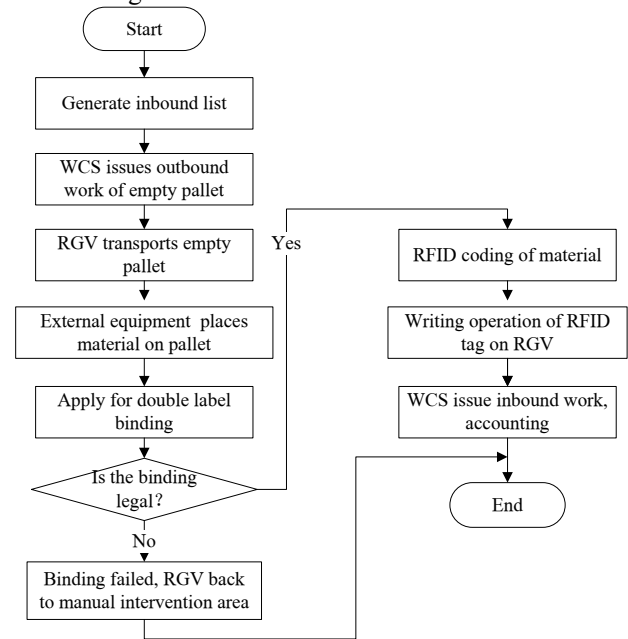 Start
Generate inbound list
WCS issues outbound
work of empty pallet
RGV transports empty
pallet
External equipment places
material on pallet
Apply for double label
binding
Is the binding
legal?
No
Binding failed, RGV back
to manual intervention area
Yes
RFID coding of material
Writing operation of RFID
tag on RGV
WCS issue inbound work,
accounting
End